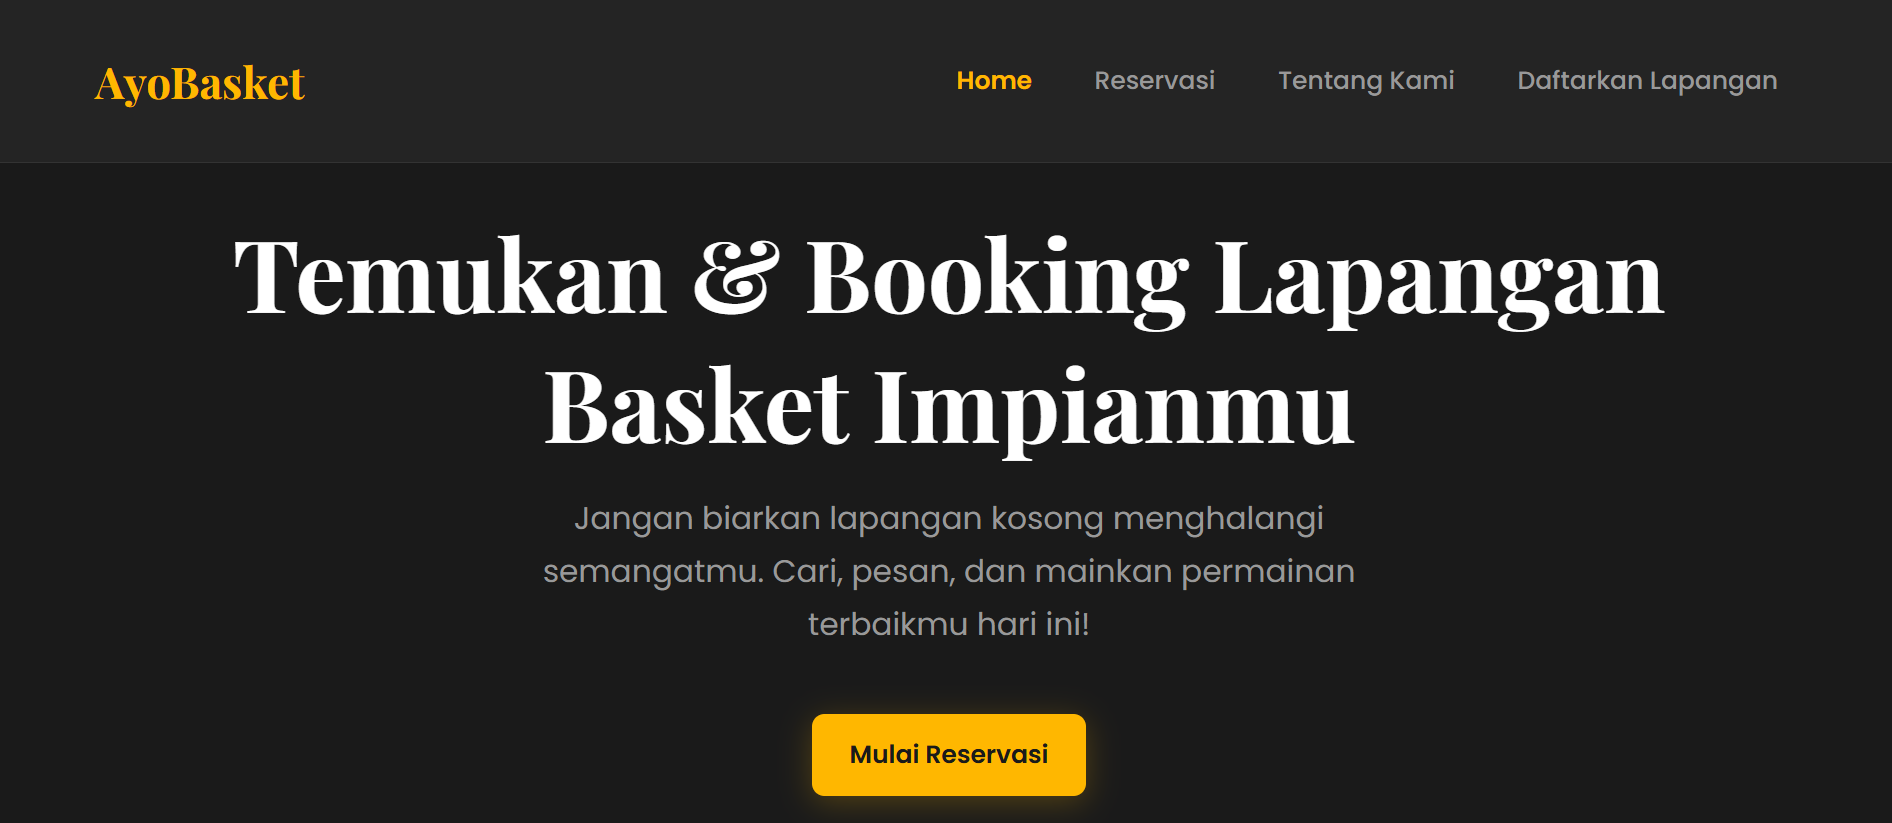 AyoBasket
Home Reservasi Tentang Kami Daftarkan Lapangan
Temukan & Booking Lapangan
Basket Impianmu
Jangan biarkan lapangan kosong menghalangi
semangatmu. Cari, pesan, dan mainkan permainan
terbaikmu hari ini!
Mulai Reservasi